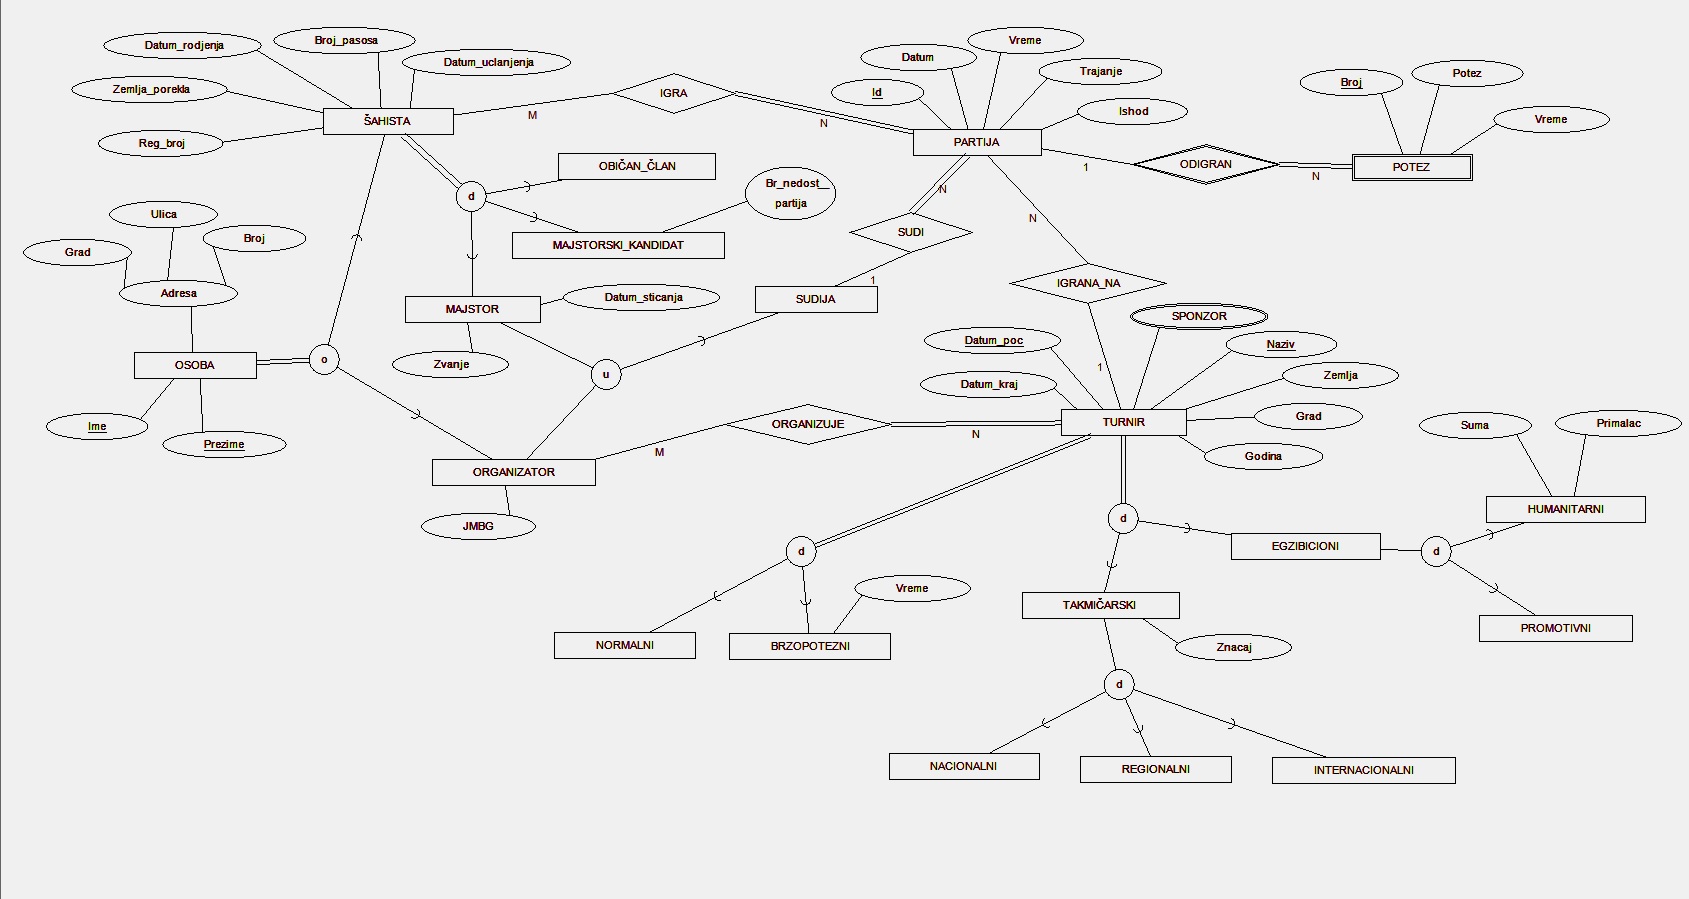 Datum_rodjenja
Broj_pasosa
Datum_uclanjenja
Zemlja_porekla
Reg_broj
ŠAHISTA
M
IGRA
N
Datum
Vreme
Id
Trajanje
Ishod
PARTIJA
1
ODIGRAN
N
Broj
Potez
Vreme
POTEZ
OBIČAN_ČLAN
d
Br_nedost_
partija
MAJSTORSKI_KANDIDAT
N
SUDI
1
N
IGRANA_NA
1
Ulica
Grad
Broj
Adresa
OSOBA
Ime
Prezime
o
MAJSTOR
Datum_sticanja
Zvanje
SUDIJA
u
SPONZOR
Datum_poc
Naziv
Datum_kraj
Zemlja
Grad
TURNIR
Godina
ORGANIZUJE
M
N
ORGANIZATOR
JMBG
Suma
Primalac
HUMANITARNI
d
EGZIBICIONI
d
PROMOTIVNI
d
Vreme
NORMALNI
BRZOPOTEZNI
TAKMIČARSKI
Znacaj
d
NACIONALNI
REGIONALNI
INTERNACIONALNI